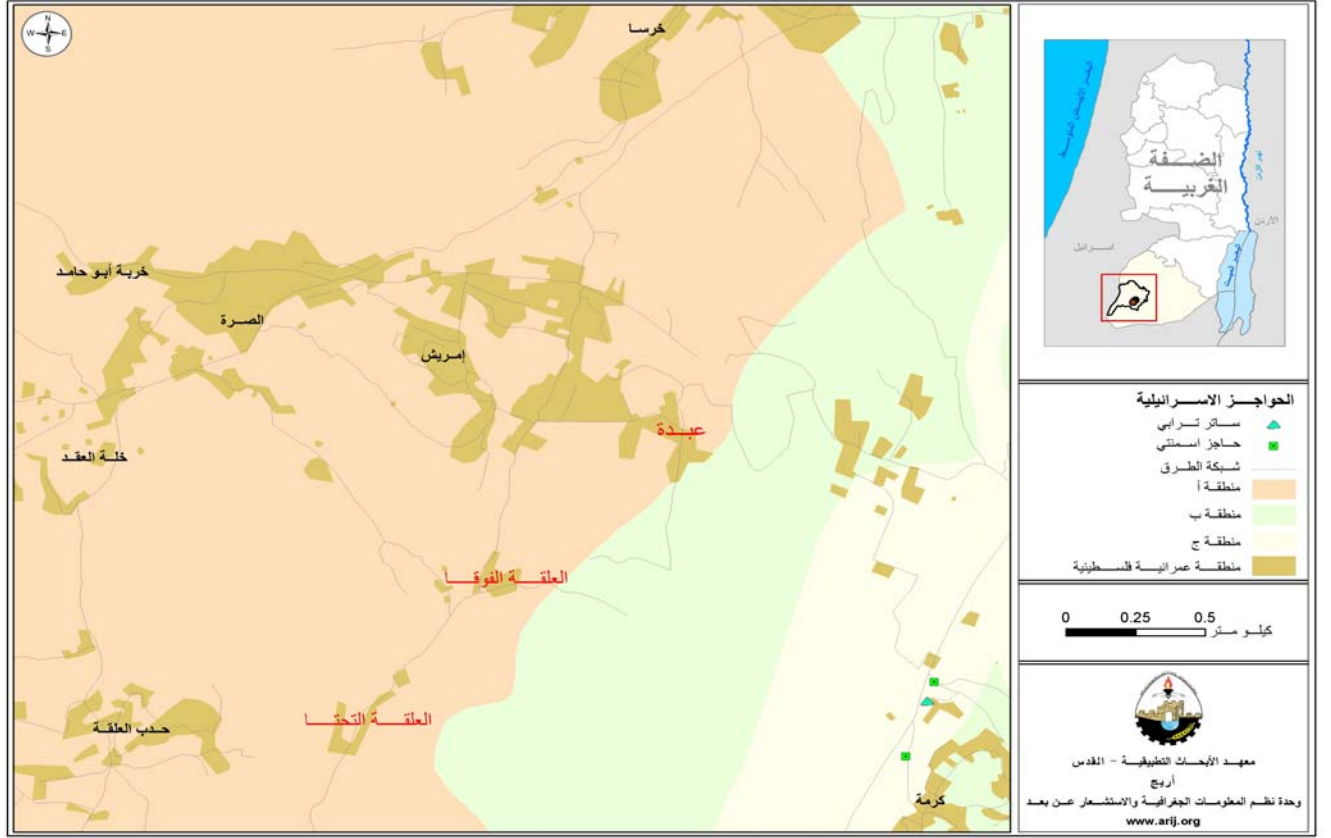 N
W E
S
خرسا
خربة أبو حامد
الصرة
إمريش
عبدة
خلة العقد
العلقة الفوقا
العلقة التحتا
حدب العلقة
كرمة
البحر الأبيض المتوسط
الضفة
الغربية
نهر الأردن
الأردن
اسرائيل
البحر الميت
الحواجز الاسرائيلية
ساتر ترابي
حاجز اسمنتي
شبكة الطرق
منطقة أ
منطقة ب
منطقة ج
منطقة عمرانية فلسطينية
0 0.25 0.5
كيلو متر
معهد الأبحاث التطبيقية - القدس
أريج
وحدة نظم المعلومات الجغرافية والاستشعار عن بعد
www.arij.org